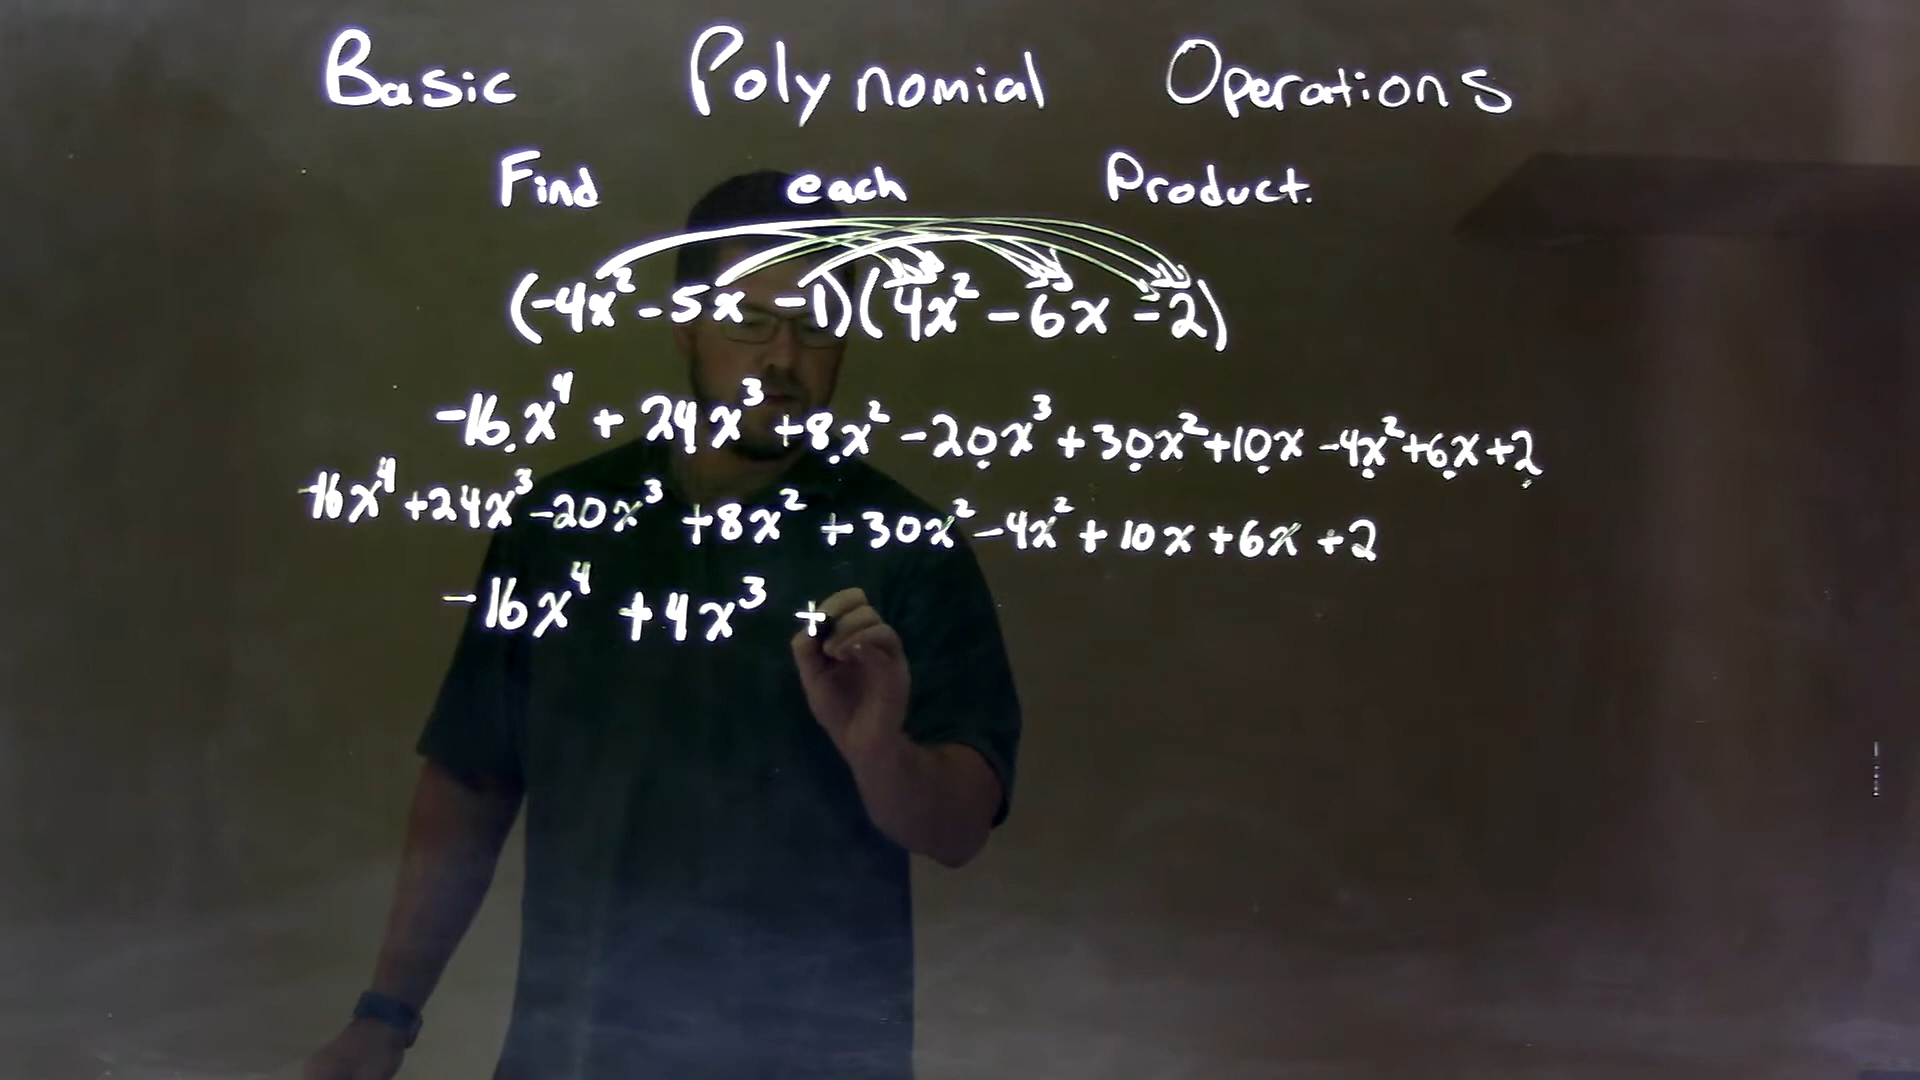 Basic Polynomial Operations
Find each Product.
(-4x² - 5x - 1)(4x² - 6x - 2)
-16x⁴ + 24x³ + 8x² - 20x³ + 30x² + 10x - 4x² + 6x + 2
-16x⁴ + 24x³ - 20x³ + 8x² + 30x² - 4x² + 10x + 6x + 2
-16x⁴ + 4x³ +